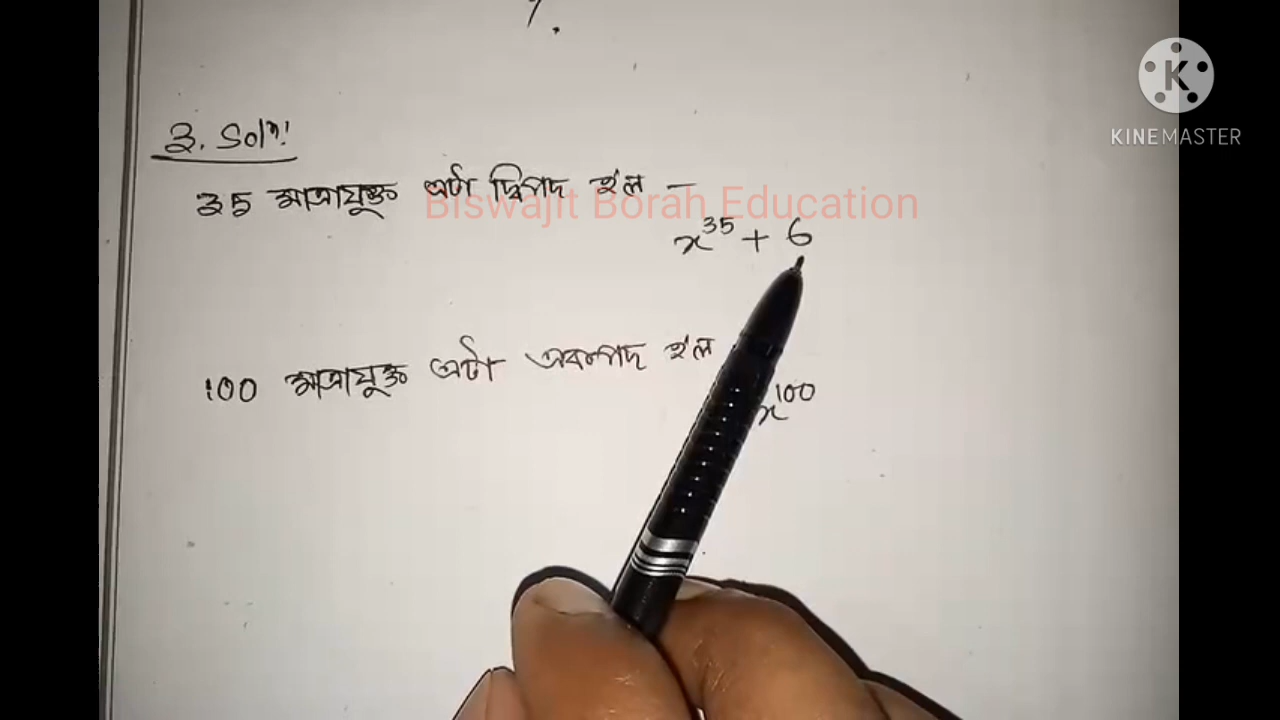 3. Solⁿ:
35 মাত্ৰাযুক্ত এটা দ্বিপদ হ'ল –
Biswajit Borah Education
x³⁵ + 6
100 মাত্ৰাযুক্ত এটা একপদ হ'ল
x¹⁰⁰
KINEMASTER